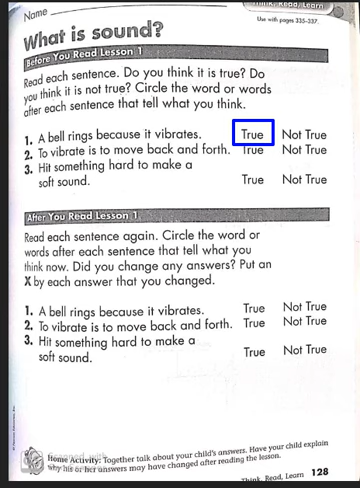 Think, Read, Learn
Name
Use with pages 335-337.
What is sound?
Before You Read Lesson 1
Read each sentence. Do you think it is true? Do
you think it is not true? Circle the word or words
after each sentence that tell what you think.
1. A bell rings because it vibrates. True Not True
2. To vibrate is to move back and forth. True Not True
3. Hit something hard to make a
soft sound. True Not True
After You Read Lesson 1
Read each sentence again. Circle the word or
words after each sentence that tell what you
think now. Did you change any answers? Put an
X by each answer that you changed.
1. A bell rings because it vibrates. True Not True
2. To vibrate is to move back and forth. True Not True
3. Hit something hard to make a
soft sound. True Not True
Home Activity: Together talk about your child's answers. Have your child explain
why his or her answers may have changed after reading the lesson.
Think, Read, Learn 128